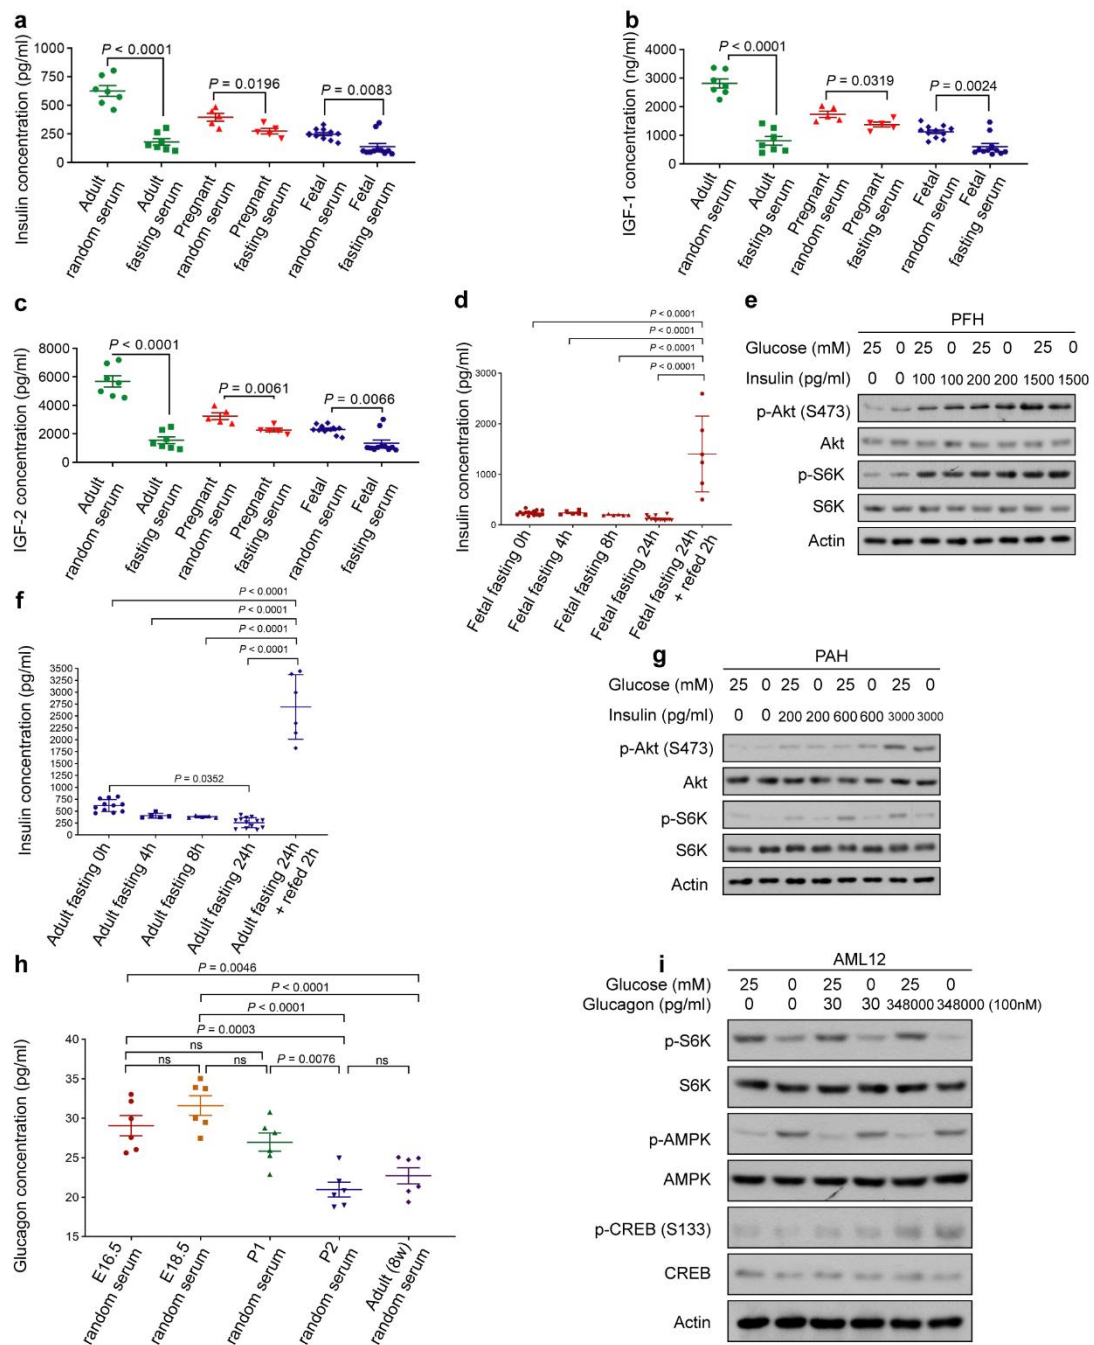 a
Insulin concentration (pg/ml)
1000
750
500
250
0
P < 0.0001
P = 0.0196
P = 0.0083
Adult
random serum
Adult
fasting serum
Pregnant
random serum
Pregnant
fasting serum
Fetal
random serum
Fetal
fasting serum
b
IGF-1 concentration (ng/ml)
4000
3000
2000
1000
0
P < 0.0001
P = 0.0319
P = 0.0024
Adult
random serum
Adult
fasting serum
Pregnant
random serum
Pregnant
fasting serum
Fetal
random serum
Fetal
fasting serum
c
IGF-2 concentration (pg/ml)
8000
6000
4000
2000
0
P < 0.0001
P = 0.0061
P = 0.0066
Adult
random serum
Adult
fasting serum
Pregnant
random serum
Pregnant
fasting serum
Fetal
random serum
Fetal
fasting serum
d
P < 0.0001
P < 0.0001
P < 0.0001
P < 0.0001
Insulin concentration (pg/ml)
3000
2000
1000
0
Fetal fasting 0h
Fetal fasting 4h
Fetal fasting 8h
Fetal fasting 24h
Fetal fasting 24h
+ refed 2h
e
PFH
Glucose (mM) 25 0 25 0 25 0 25 0
Insulin (pg/ml) 0 0 100 100 200 200 1500 1500
p-Akt (S473)
Akt
p-S6K
S6K
Actin
f
P < 0.0001
P < 0.0001
P < 0.0001
P < 0.0001
P = 0.0352
Insulin concentration (pg/ml)
3500
3250
3000
2750
2500
2250
2000
1750
1500
1250
1000
750
500
250
0
Adult fasting 0h
Adult fasting 4h
Adult fasting 8h
Adult fasting 24h
Adult fasting 24h
+ refed 2h
g
PAH
Glucose (mM) 25 0 25 0 25 0 25 0
Insulin (pg/ml) 0 0 200 200 600 600 3000 3000
p-Akt (S473)
Akt
p-S6K
S6K
Actin
h
P = 0.0046
P < 0.0001
P < 0.0001
P = 0.0003
ns
ns
ns
P = 0.0076
ns
Glucagon concentration (pg/ml)
40
35
30
25
20
15
E16.5
random serum
E18.5
random serum
P1
random serum
P2
random serum
Adult (8w)
random serum
i
AML12
Glucose (mM) 25 0 25 0 25 0
Glucagon (pg/ml) 0 0 30 30 348000 348000 (100nM)
p-S6K
S6K
p-AMPK
AMPK
p-CREB (S133)
CREB
Actin